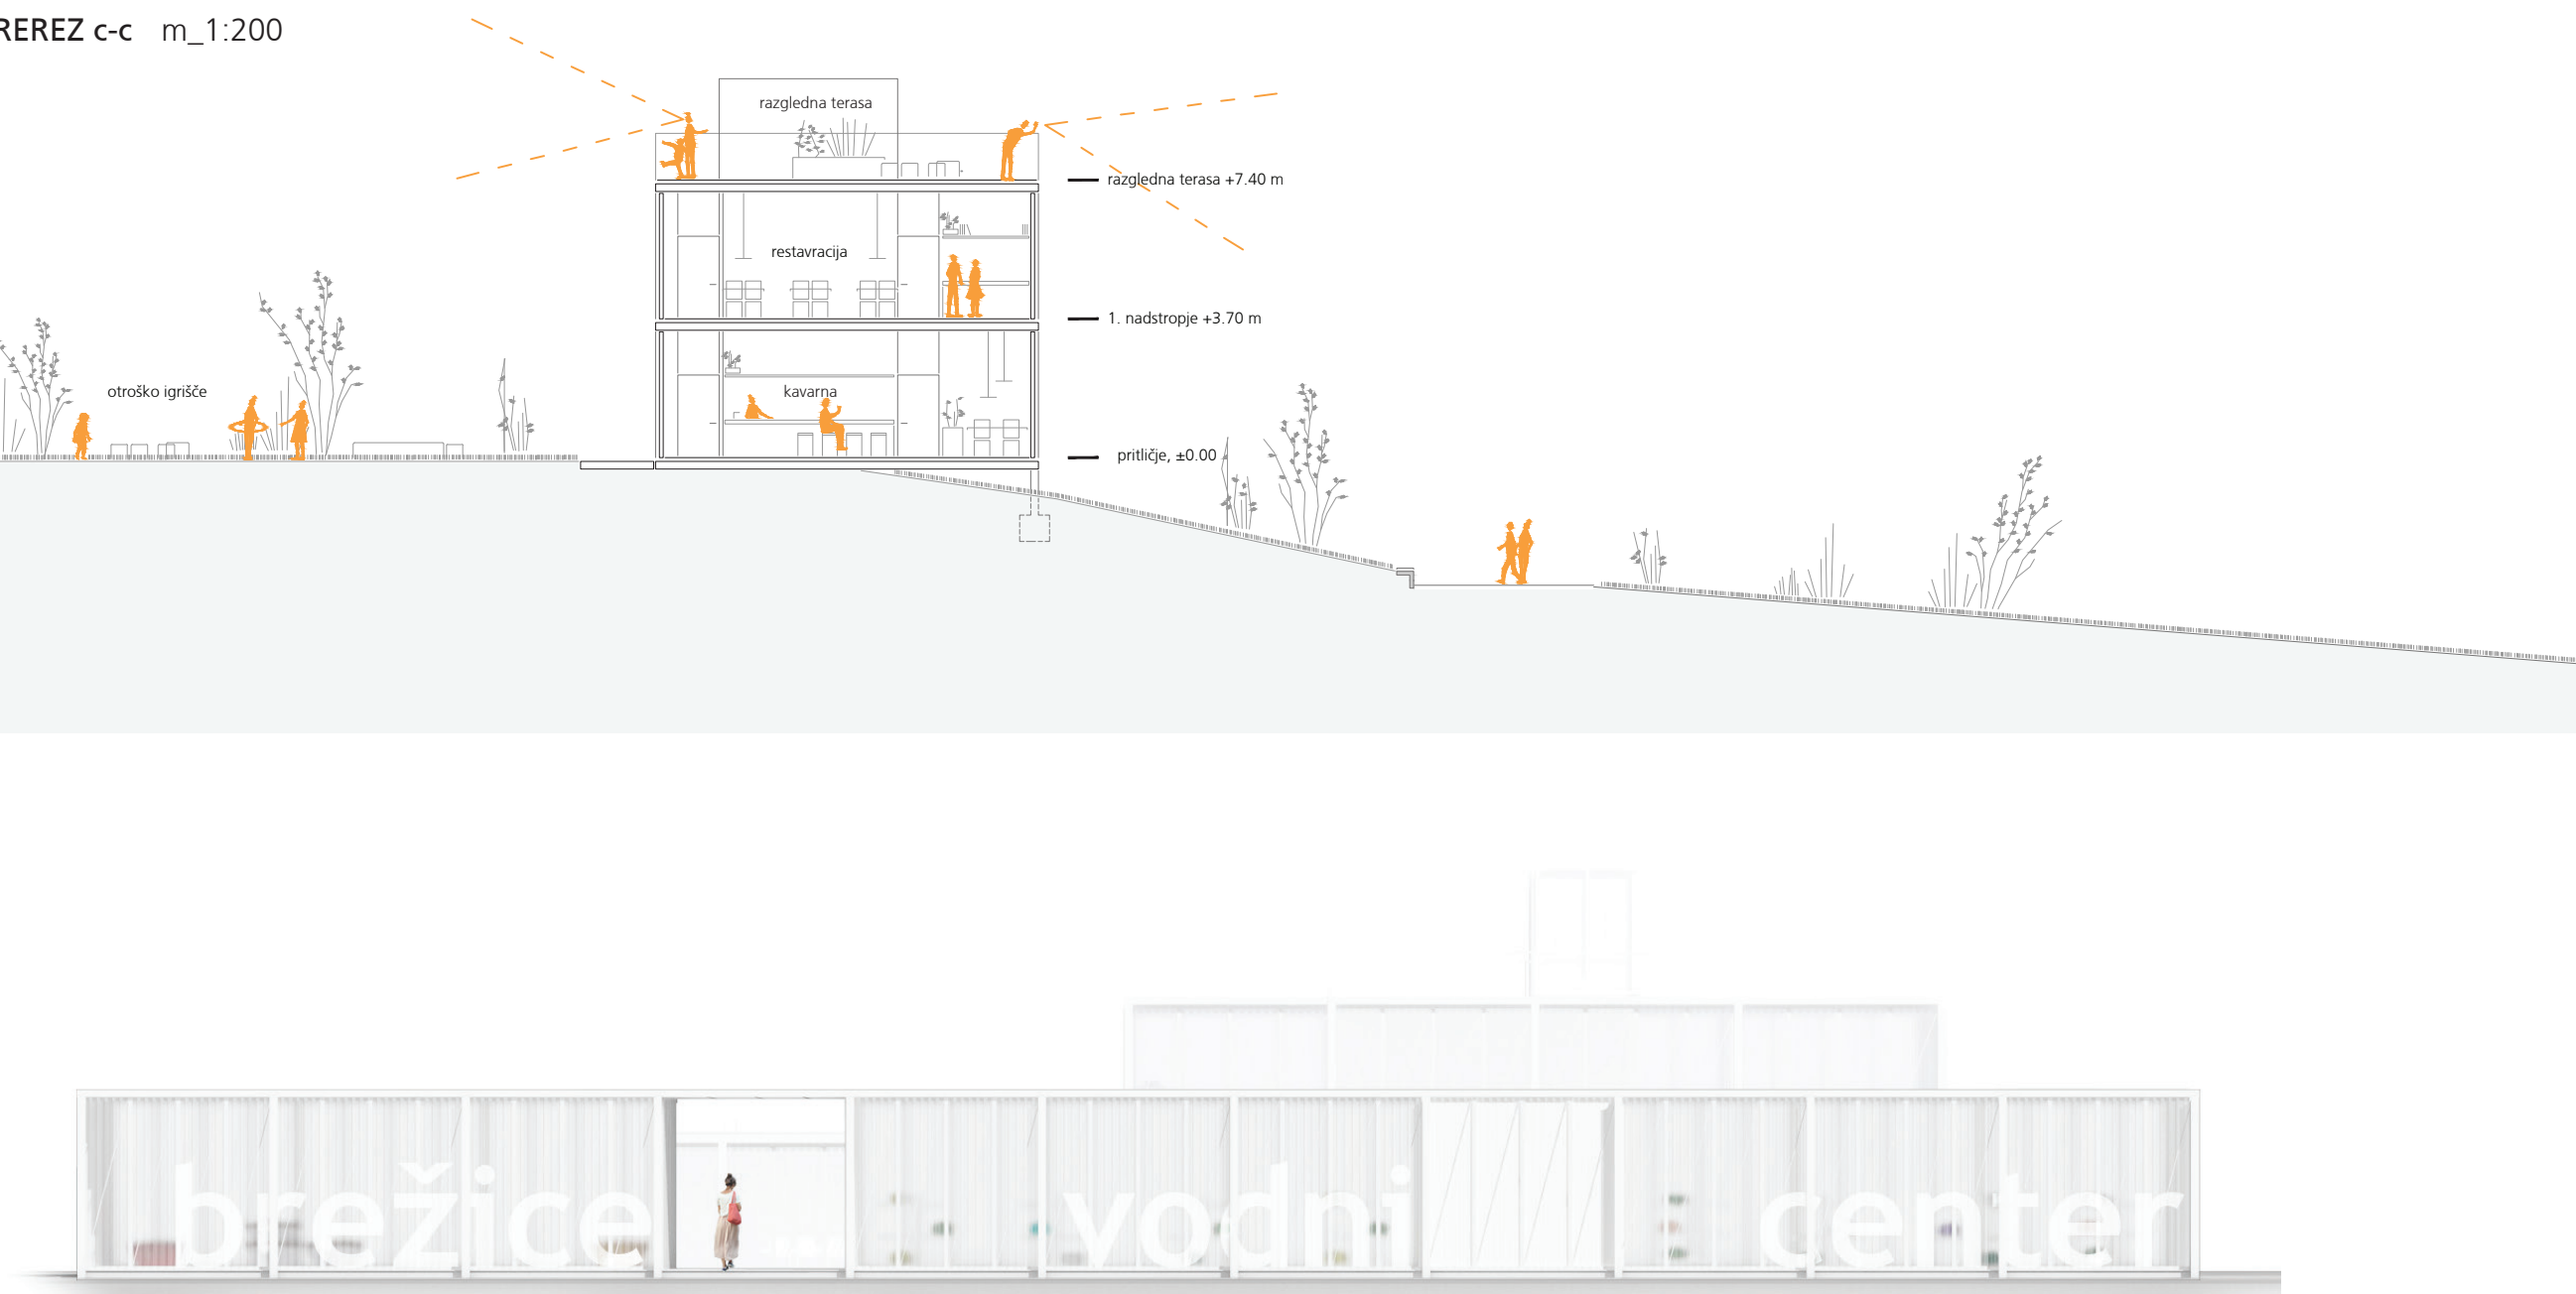 REREZ c-c m_1:200
razgledna terasa
razgledna terasa +7.40 m
restavracija
1. nadstropje +3.70 m
otroško igrišče
kavarna
pritličje, ±0.00
brežice vodni center